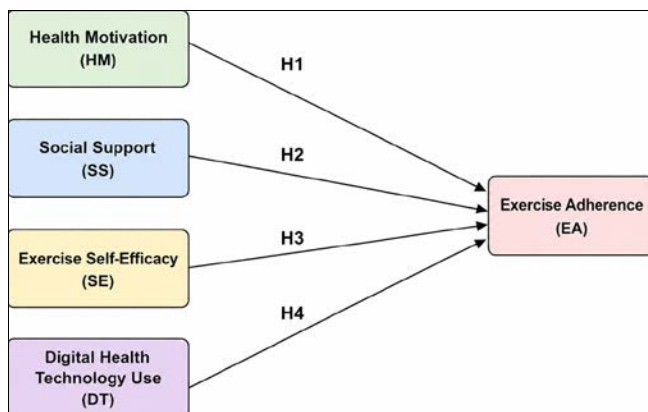 Health Motivation
(HM)
H1
Social Support
(SS)
H2
Exercise Adherence
(EA)
Exercise Self-Efficacy
(SE)
H3
H4
Digital Health
Technology Use
(DT)